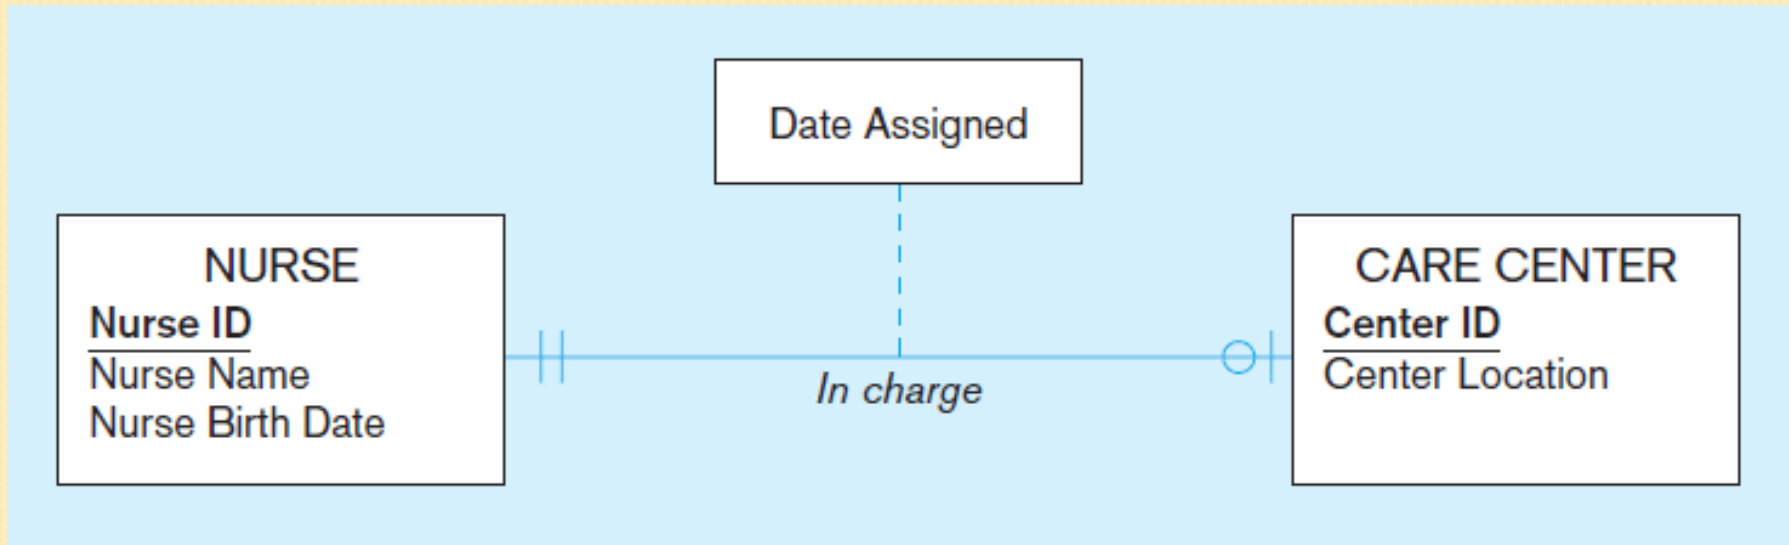 Date Assigned
NURSE
Nurse ID
Nurse Name
Nurse Birth Date
In charge
CARE CENTER
Center ID
Center Location